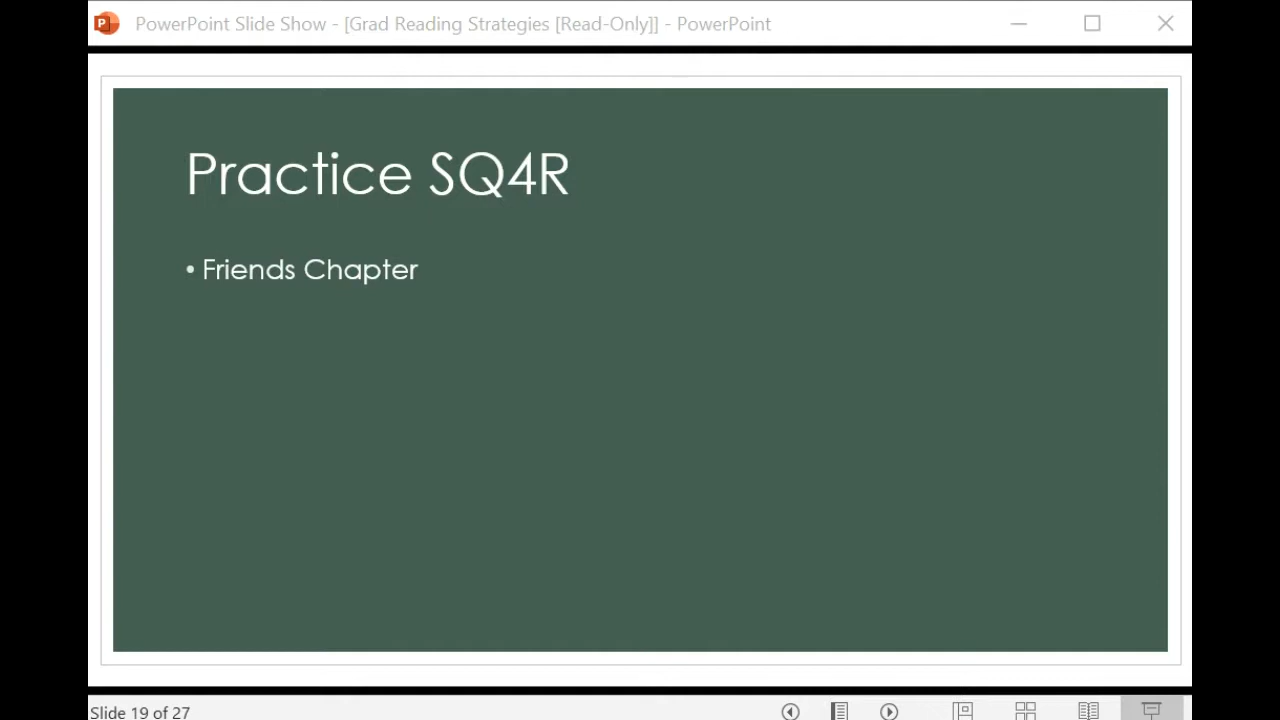 PowerPoint Slide Show - [Grad Reading Strategies [Read-Only]] - PowerPoint
Practice SQ4R
• Friends Chapter
Slide 19 of 27